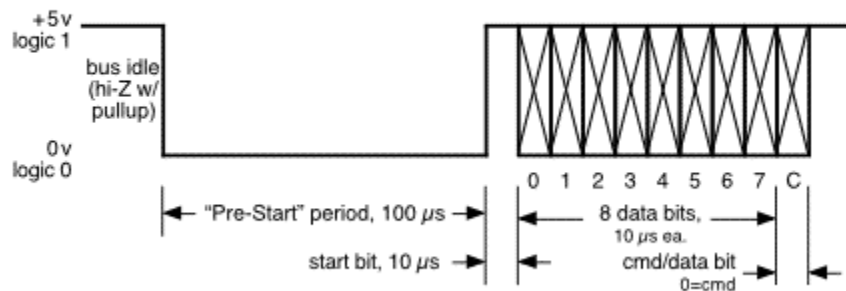 +5v
logic 1
bus idle
(hi-Z w/
pullup)
0v
logic 0
0 1 2 3 4 5 6 7 C
“Pre-Start” period, 100 µs
8 data bits,
10 µs ea.
start bit, 10 µs
cmd/data bit
0=cmd